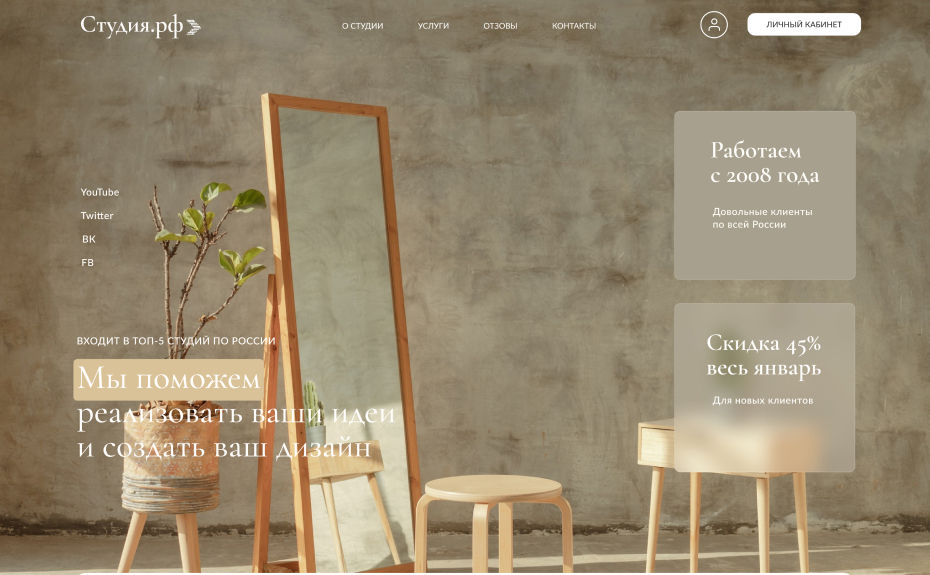 Студия.рф
О СТУДИИ
УСЛУГИ
ОТЗЫВЫ
КОНТАКТЫ
ЛИЧНЫЙ КАБИНЕТ
YouTube
Twitter
ВК
FB
ВХОДИТ В ТОП-5 СТУДИЙ ПО РОССИИ
Мы поможем
реализовать ваши идеи
и создать ваш дизайн
Работаем
с 2008 года
Довольные клиенты
по всей России
Скидка 45%
весь январь
Для новых клиентов